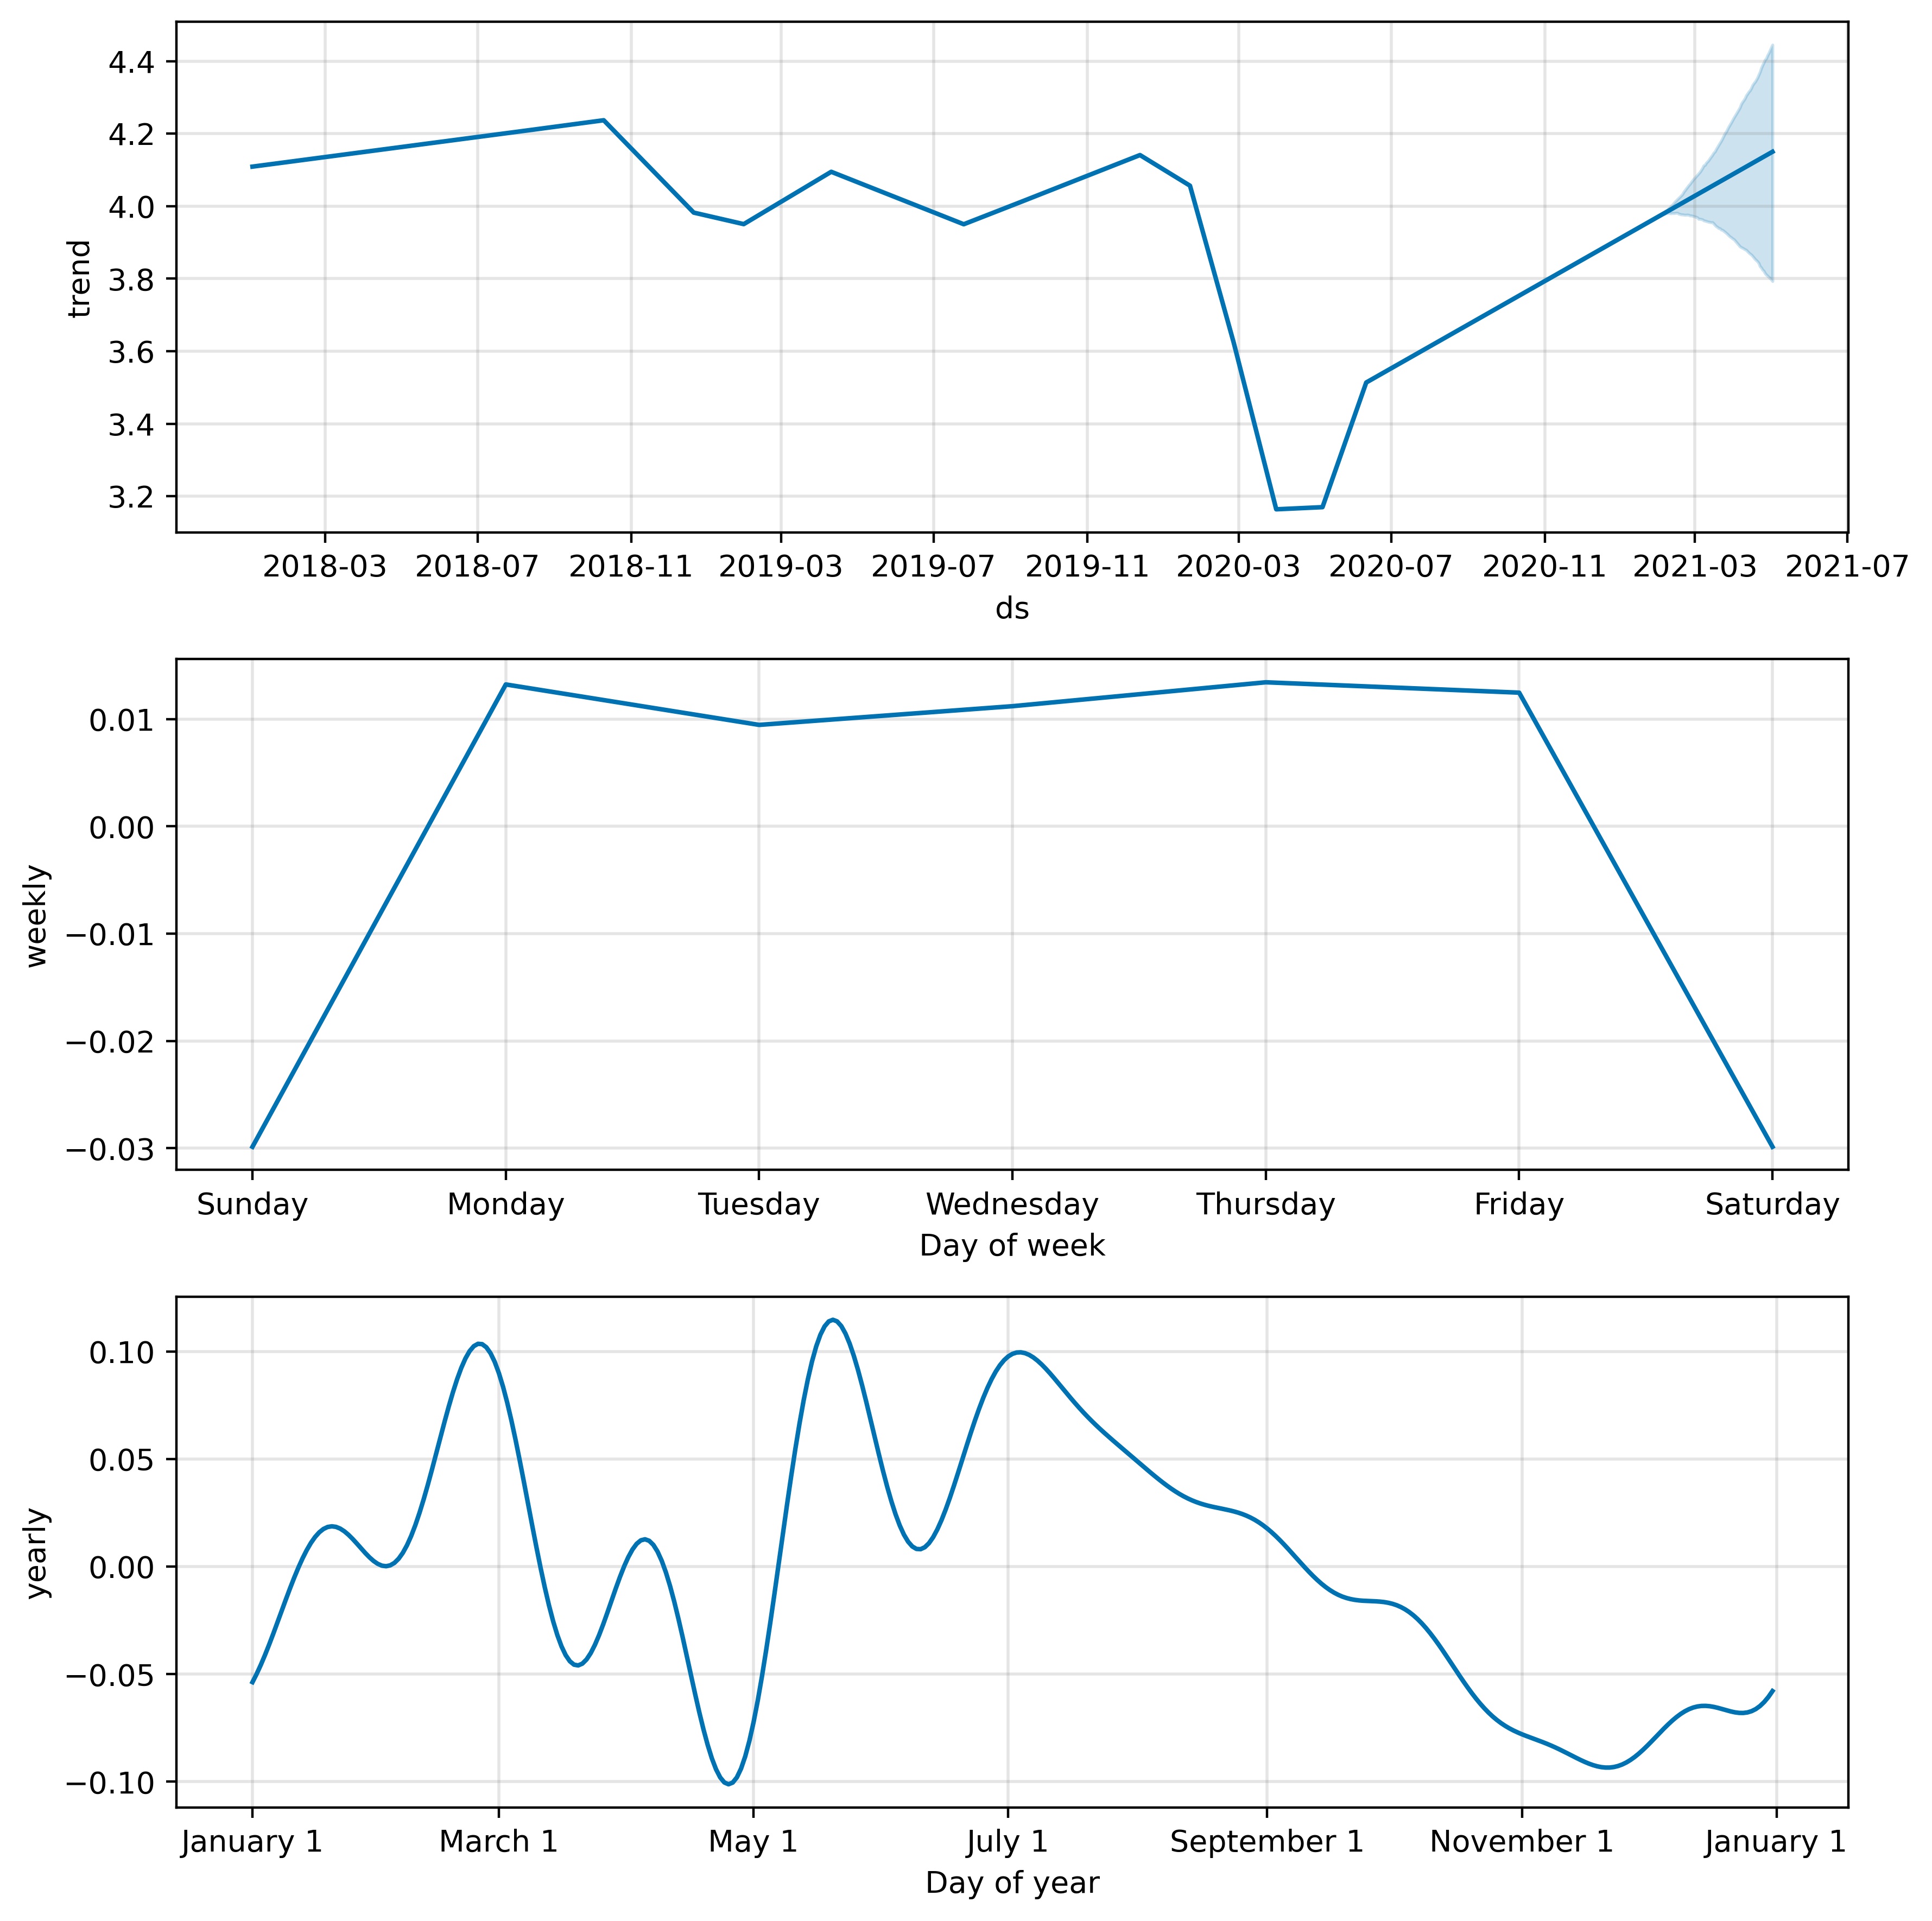 4.4
4.2
4.0
3.8
3.6
3.4
3.2
trend
2018-03 2018-07 2018-11 2019-03 2019-07 2019-11 2020-03 2020-07 2020-11 2021-03 2021-07
ds
0.01
0.00
−0.01
−0.02
−0.03
weekly
Sunday Monday Tuesday Wednesday Thursday Friday Saturday
Day of week
0.10
0.05
0.00
−0.05
−0.10
yearly
January 1 March 1 May 1 July 1 September 1 November 1 January 1
Day of year